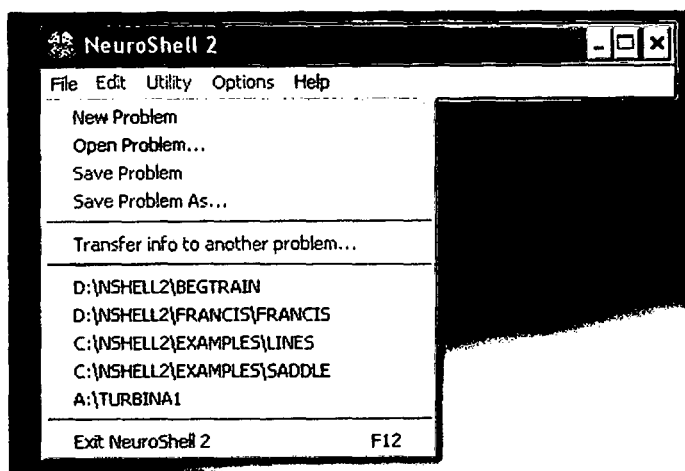 NeuroShell 2
File Edit Utility Options Help
New Problem
Open Problem...
Save Problem
Save Problem As...
Transfer info to another problem...
D:\NSHELL2\BEGTRAIN
D:\NSHELL2\FRANCIS\FRANCIS
C:\NSHELL2\EXAMPLES\LINES
C:\NSHELL2\EXAMPLES\SADDLE
A:\TURBINA1
Exit NeuroShell 2 F12